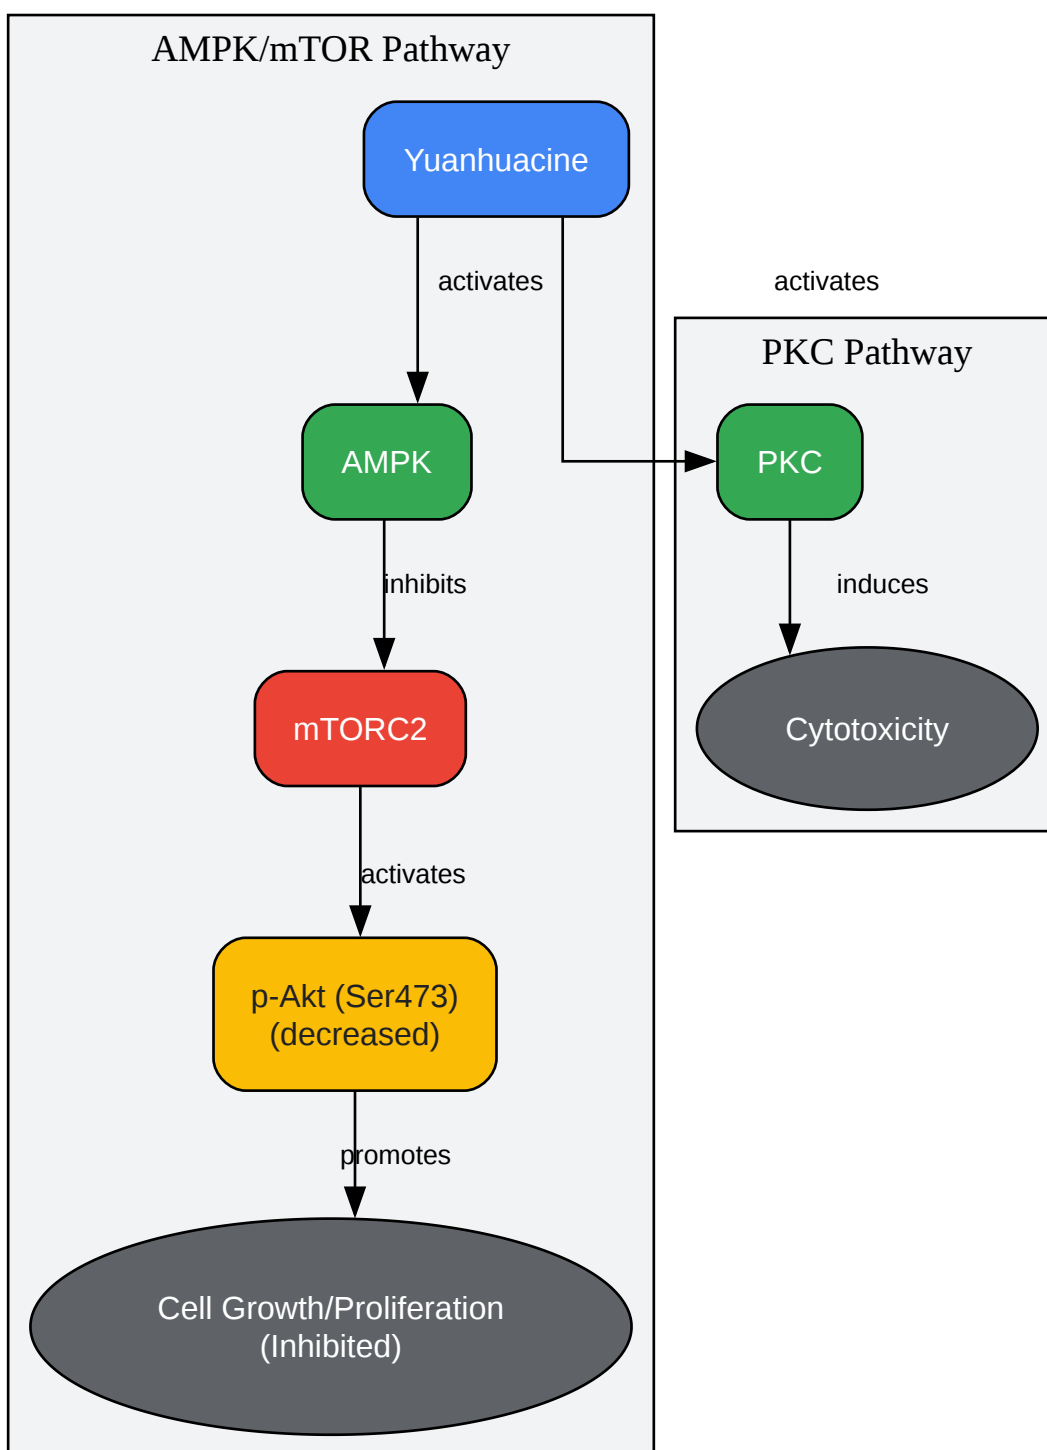 AMPK/mTOR Pathway
Yuanhuacine
activates
activates
PKC Pathway
AMPK
PKC
inhibits
induces
mTORC2
Cytotoxicity
activates
p-Akt (Ser473)
(decreased)
promotes
Cell Growth/Proliferation
(Inhibited)